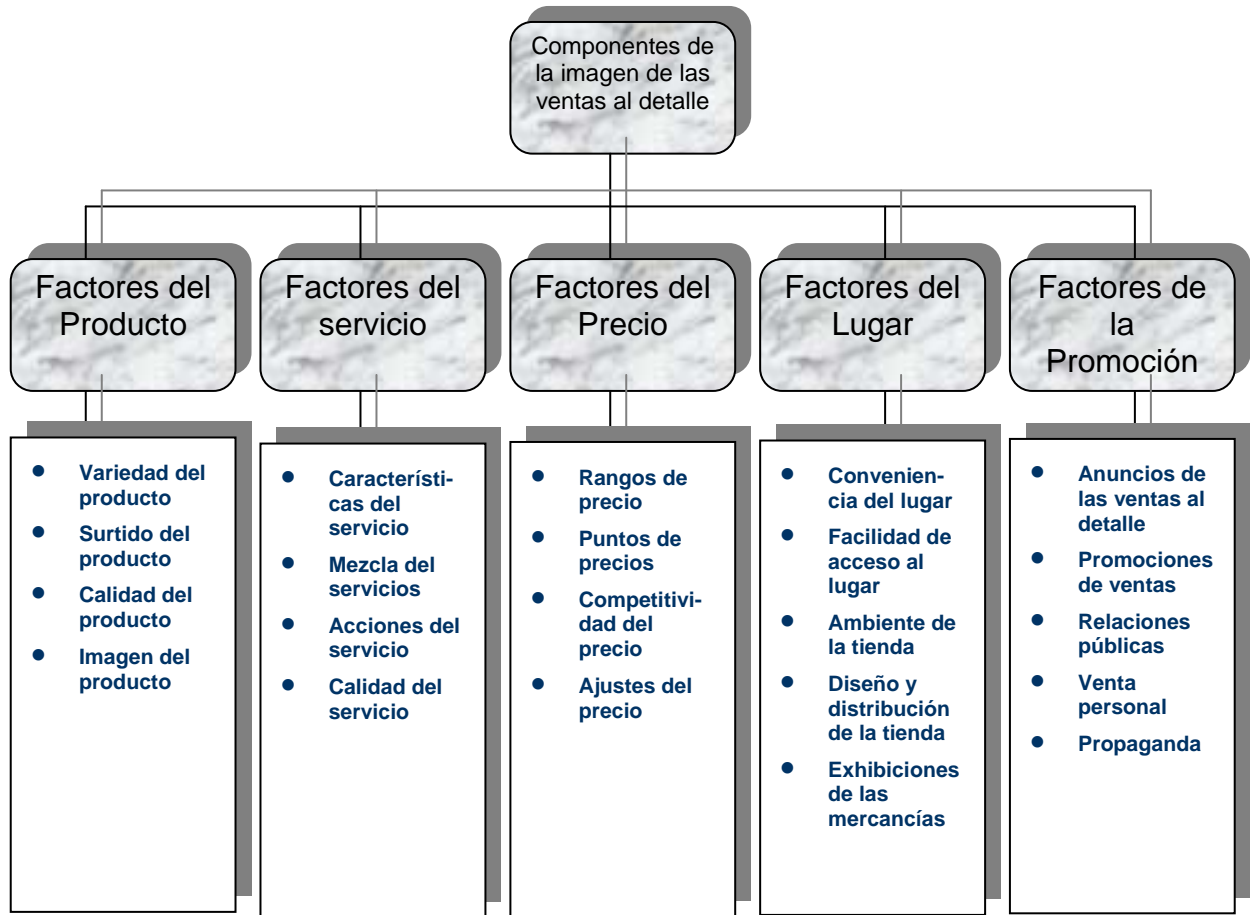 Componentes de
la imagen de las
ventas al detalle
Factores del
Producto
Factores del
servicio
Factores del
Precio
Factores del
Lugar
Factores de
la
Promoción
● Variedad del
producto
● Surtido del
producto
● Calidad del
producto
● Imagen del
producto
● Característi-
cas del
servicio
● Mezcla del
servicios
● Acciones del
servicio
● Calidad del
servicio
● Rangos de
precio
● Puntos de
precios
● Competitivi-
dad del
precio
● Ajustes del
precio
● Convenien-
cia del lugar
● Facilidad de
acceso al
lugar
● Ambiente de
la tienda
● Diseño y
distribución
de la tienda
● Exhibiciones
de las
mercancías
● Anuncios de
las ventas al
detalle
● Promociones
de ventas
● Relaciones
públicas
● Venta
personal
● Propaganda